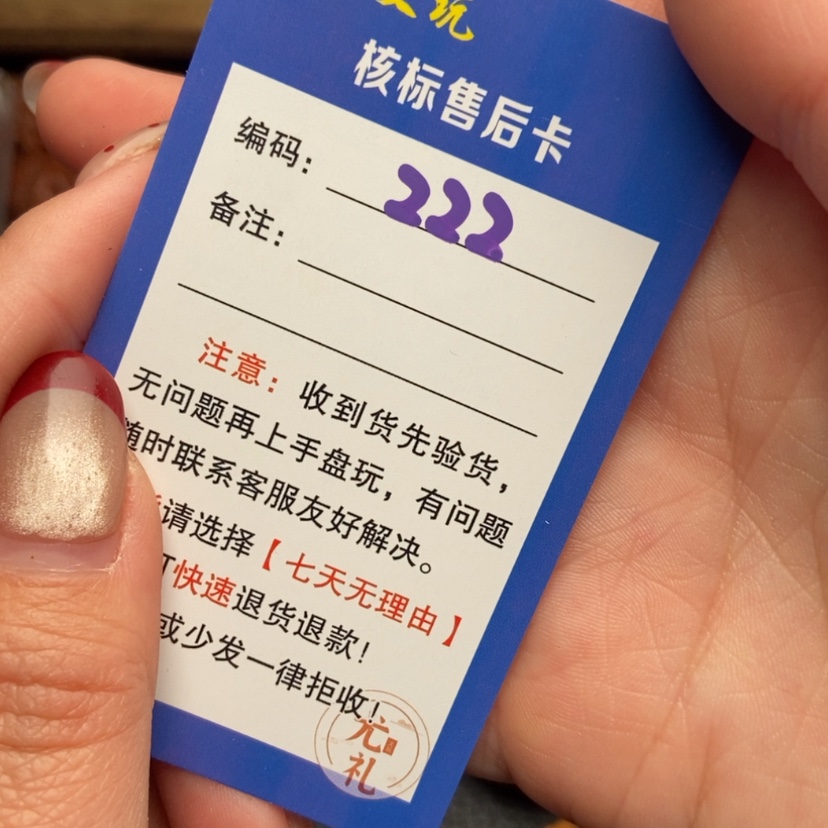 玩
核标售后卡
编码：222
备注：
注意：收到货先验货，
无问题再上手盘玩，有问题
随时联系客服友好解决。
请选择【七天无理由】
快速退货退款！
或少发一律拒收！
礼